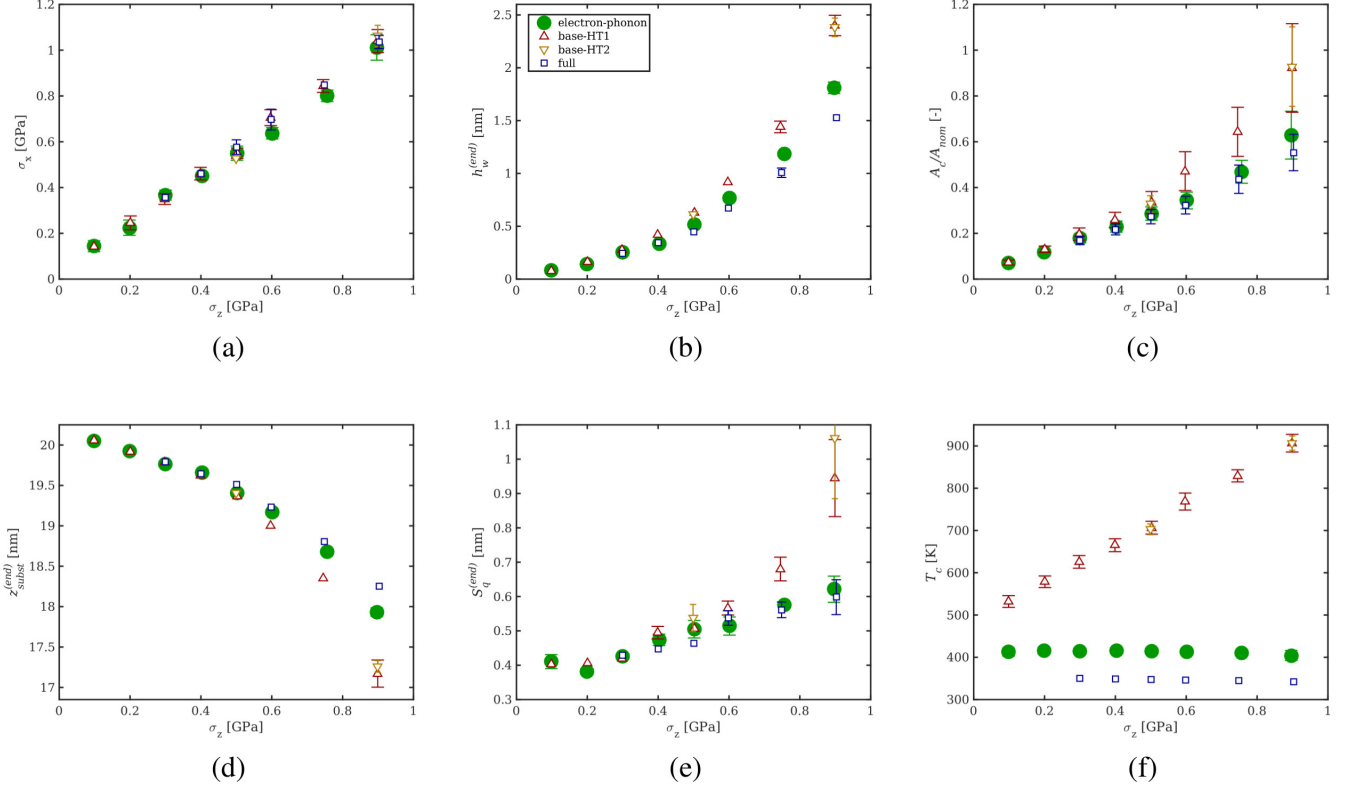 1.2
1
0.8
0.6
0.4
0.2
0
σx [GPa]
0 0.2 0.4 0.6 0.8 1
σz [GPa]
(a)
2.5
2
1.5
1
0.5
0
h_w^(end) [nm]
electron-phonon
base-HT1
base-HT2
full
0 0.2 0.4 0.6 0.8 1
σz [GPa]
(b)
1.2
1
0.8
0.6
0.4
0.2
0
A_c/A_nom [-]
0 0.2 0.4 0.6 0.8 1
σz [GPa]
(c)
20
19.5
19
18.5
18
17.5
17
z_subst^(end) [nm]
0 0.2 0.4 0.6 0.8 1
σz [GPa]
(d)
1.1
1
0.9
0.8
0.7
0.6
0.5
0.4
0.3
S_q^(end) [nm]
0 0.2 0.4 0.6 0.8 1
σz [GPa]
(e)
900
800
700
600
500
400
300
T_c [K]
0 0.2 0.4 0.6 0.8 1
σz [GPa]
(f)